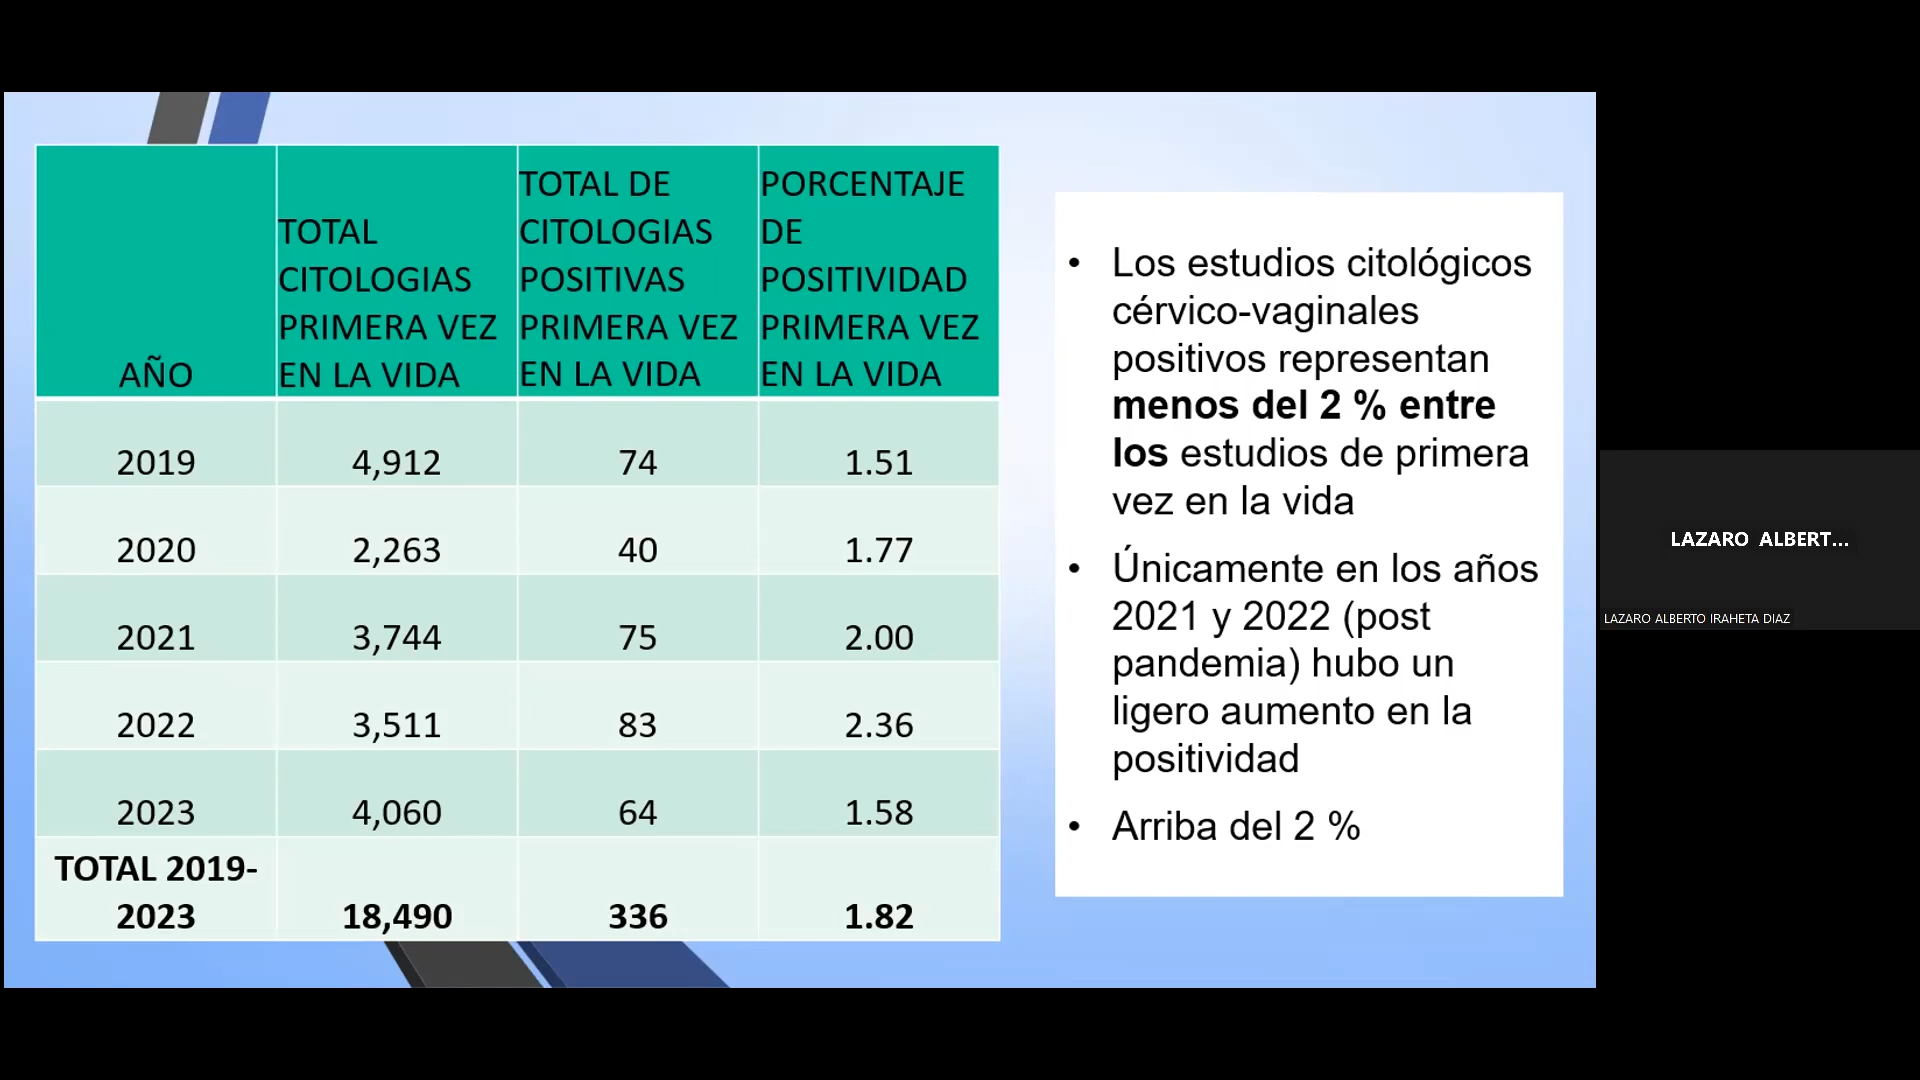 AÑO
TOTAL
CITOLOGIAS
PRIMERA VEZ
EN LA VIDA
TOTAL DE
CITOLOGIAS
POSITIVAS
PRIMERA VEZ
EN LA VIDA
PORCENTAJE
DE
POSITIVIDAD
PRIMERA VEZ
EN LA VIDA
2019 4,912 74 1.51
2020 2,263 40 1.77
2021 3,744 75 2.00
2022 3,511 83 2.36
2023 4,060 64 1.58
TOTAL 2019-
2023 18,490 336 1.82
• Los estudios citológicos
cérvico-vaginales
positivos representan
menos del 2 % entre
los estudios de primera
vez en la vida
• Únicamente en los años
2021 y 2022 (post
pandemia) hubo un
ligero aumento en la
positividad
• Arriba del 2 %
LAZARO ALBERT...
LAZARO ALBERTO IRAHETA DIAZ